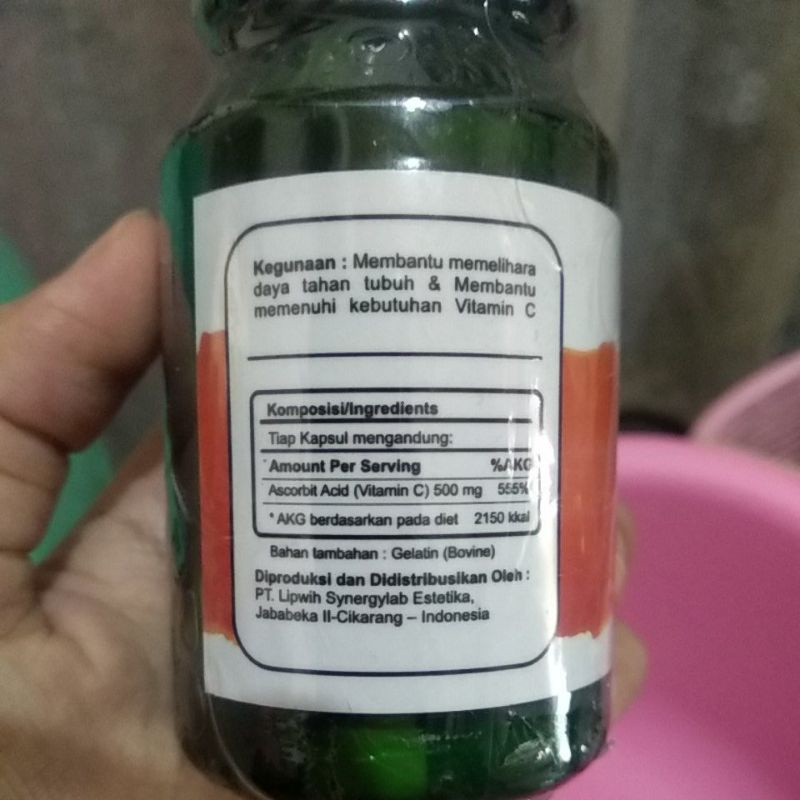 Kegunaan : Membantu memelihara
daya tahan tubuh & Membantu
memenuhi kebutuhan Vitamin C
Komposisi/Ingredients
Tiap Kapsul mengandung:
*Amount Per Serving %AKG
Ascorbit Acid (Vitamin C) 500 mg 555%
* AKG berdasarkan pada diet 2150 kkal
Bahan tambahan : Gelatin (Bovine)
Diproduksi dan Didistribusikan Oleh :
PT. Lipwih Synergylab Estetika,
Jababeka II-Cikarang – Indonesia